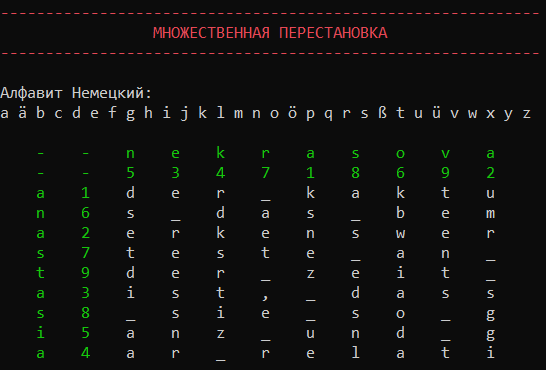 ------------------------------------------------------------
МНОЖЕСТВЕННАЯ ПЕРЕСТАНОВКА
------------------------------------------------------------
Алфавит Немецкий:
a ä b c d e f g h i j k l m n o ö p q r s ß t u ü v w x y z
- - n e k r a s o v a
- - 5 3 4 7 1 8 6 9 2
a 1 d e r _ k a k t u
n 6 s _ d a s _ b e m
a 2 e r k e n s w e r
s 7 t e s t e _ a n _
t 9 d e r _ z e i t _
a 3 i s t , _ d a s s
s 8 _ s i e _ s o _ g
i 5 a n z _ u n d _ g
a 4 a r _ r e l a t i